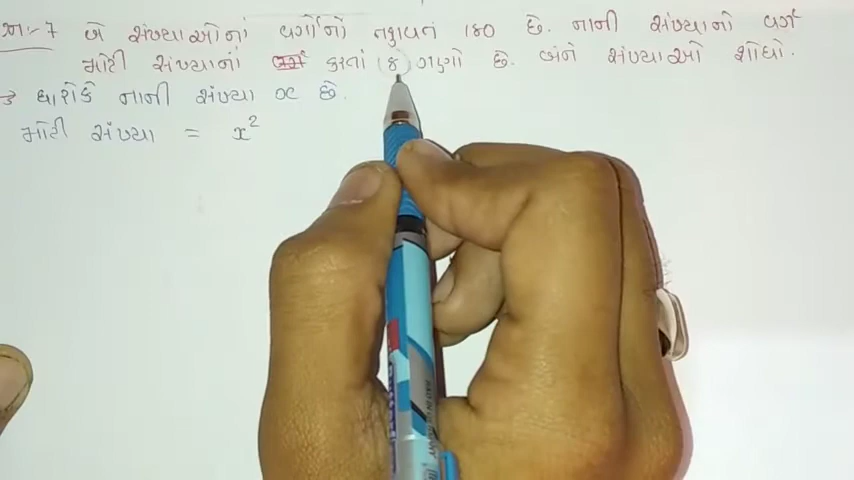 પ્ર:-7 બે સંખ્યાઓનાં વર્ગોનો તફાવત 180 છે. નાની સંખ્યાનો વર્ગ
મોટી સંખ્યાનાં કરતાં 8 ગણો છે. બંને સંખ્યાઓ શોધો.
→ ધારોકે નાની સંખ્યા x છે.
મોટી સંખ્યા = x²